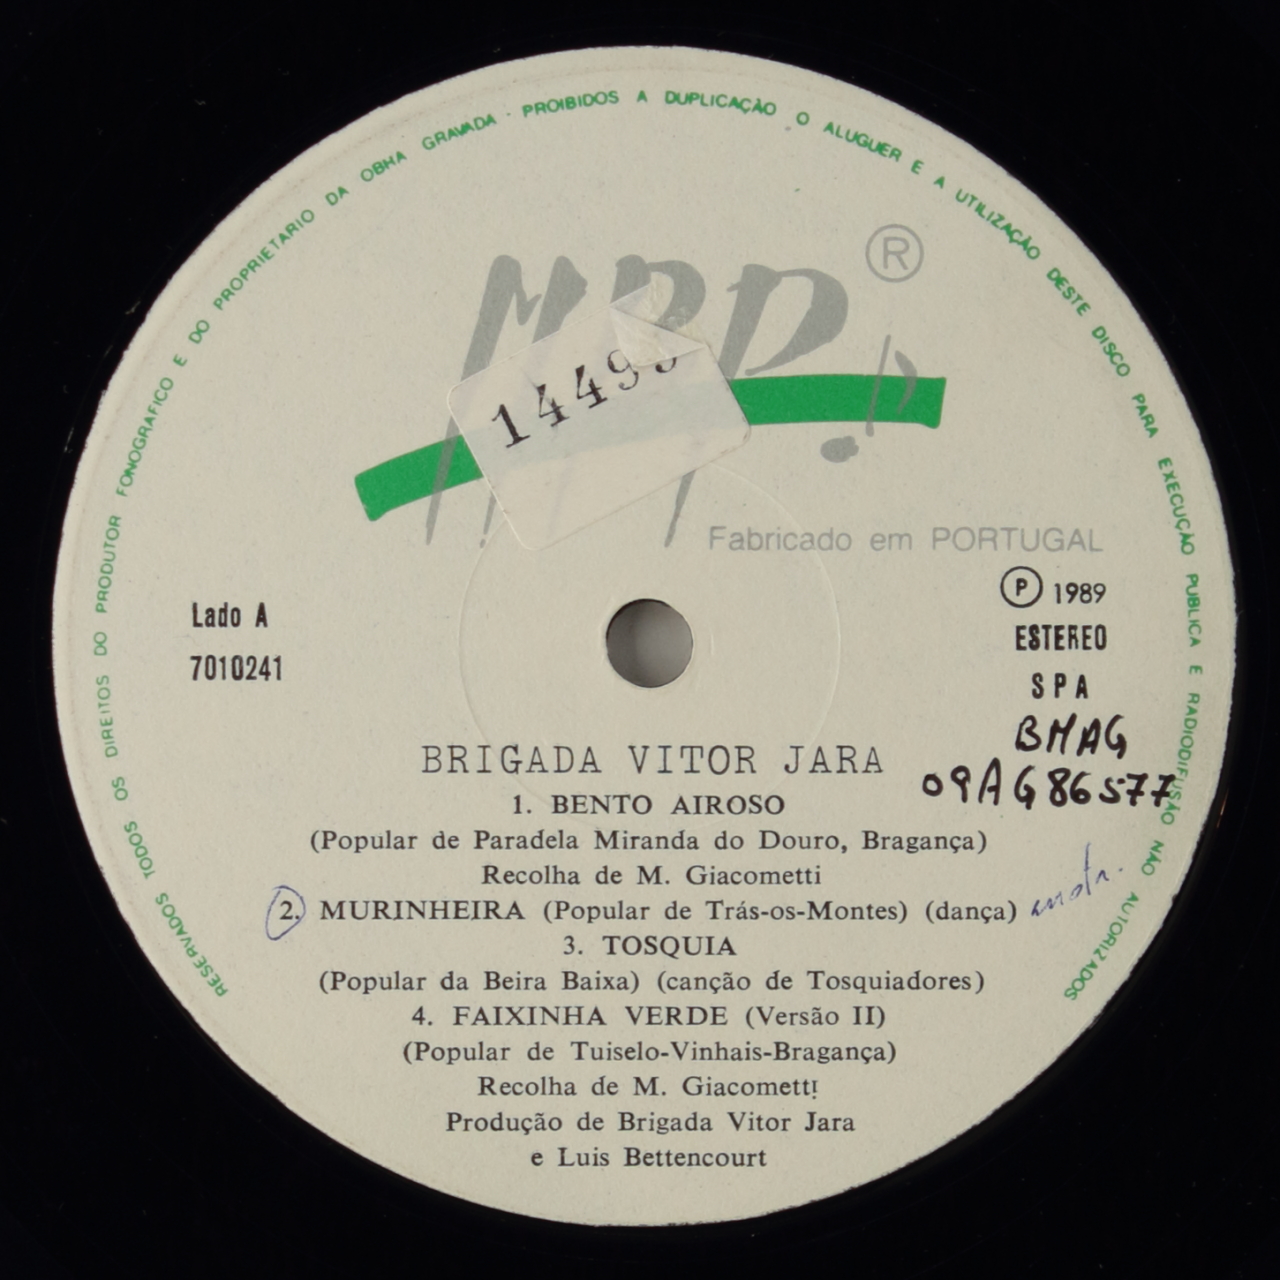 RESERVADOS TODOS OS DIREITOS DO PRODUTOR FONOGRAFICO E DO PROPRIETARIO DA OBHA GRAVADA · PROIBIDOS A DUPLICAÇÃO O ALUGUER E A UTILIZAÇÃO DESTE DISCO PARA EXECUÇÃO PUBLICA E RADIODIFUSÃO NÃO AUTORIZADOS
®
1449
Fabricado em PORTUGAL
Lado A
7010241
Ⓟ 1989
ESTEREO
SPA
BMAG
09AG86577
BRIGADA VITOR JARA
1. BENTO AIROSO
(Popular de Paradela Miranda do Douro, Bragança)
Recolha de M. Giacometti
2. MURINHEIRA (Popular de Trás-os-Montes) (dança)
3. TOSQUIA
(Popular da Beira Baixa) (canção de Tosquiadores)
4. FAIXINHA VERDE (Versão II)
(Popular de Tuiselo-Vinhais-Bragança)
Recolha de M. Giacometti
Produção de Brigada Vitor Jara
e Luis Bettencourt